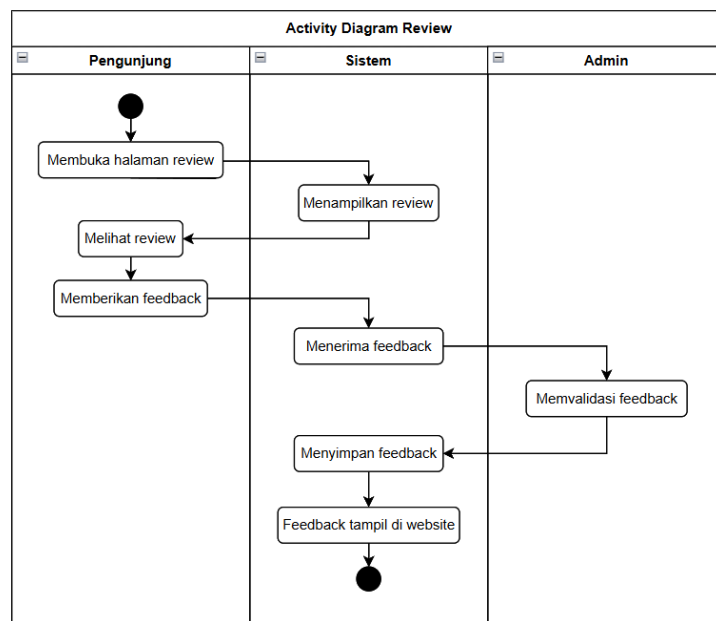 Activity Diagram Review
Pengunjung
Sistem
Admin
Membuka halaman review
Menampilkan review
Melihat review
Memberikan feedback
Menerima feedback
Memvalidasi feedback
Menyimpan feedback
Feedback tampil di website